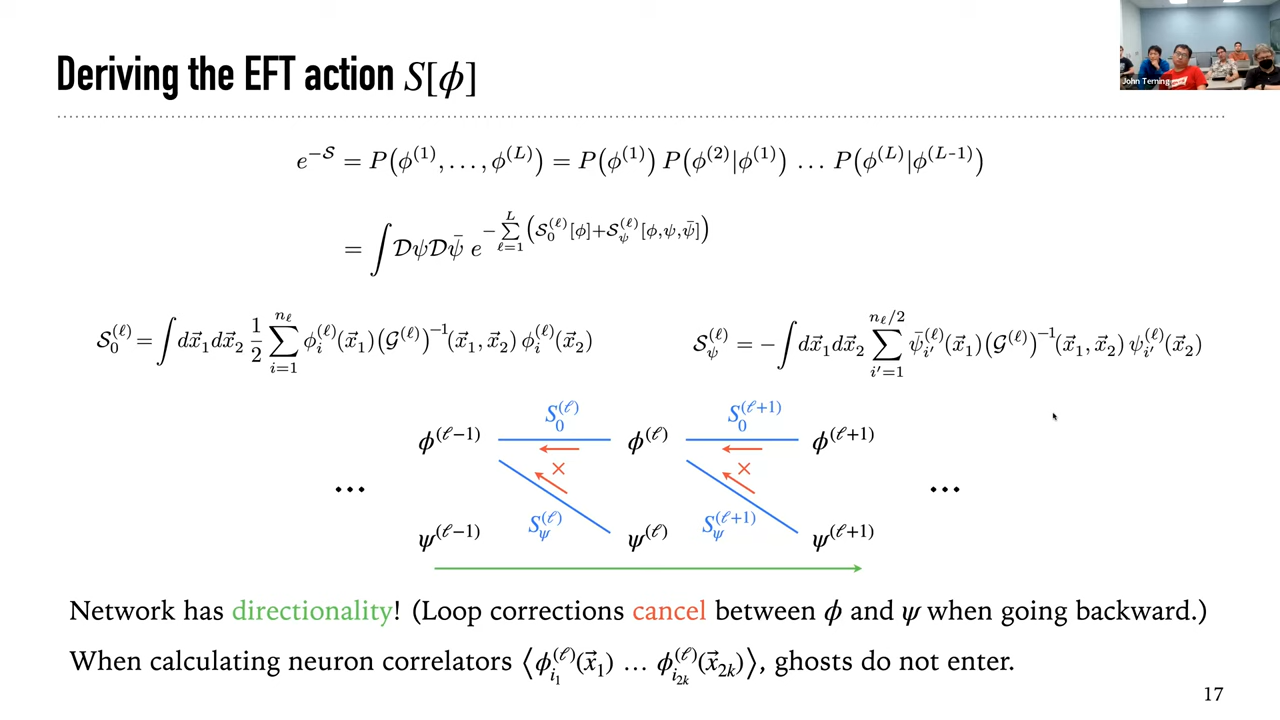 Deriving the EFT action S[ϕ]
John Terning
e^{−𝒮} = P(ϕ^{(1)}, . . . , ϕ^{(L)}) = P(ϕ^{(1)}) P(ϕ^{(2)}|ϕ^{(1)}) . . . P(ϕ^{(L)}|ϕ^{(L-1)})
= ∫ 𝒟ψ𝒟ψ̄ e^{−∑_{ℓ=1}^{L} (𝒮_0^{(ℓ)}[ϕ]+𝒮_ψ^{(ℓ)}[ϕ,ψ,ψ̄])}
𝒮_0^{(ℓ)} = ∫ dx⃗_1 dx⃗_2 1/2 ∑_{i=1}^{n_ℓ} ϕ_i^{(ℓ)}(x⃗_1)(𝒢^{(ℓ)})^{−1}(x⃗_1, x⃗_2) ϕ_i^{(ℓ)}(x⃗_2)
𝒮_ψ^{(ℓ)} = − ∫ dx⃗_1 dx⃗_2 ∑_{i′=1}^{n_ℓ/2} ψ̄_{i′}^{(ℓ)}(x⃗_1)(𝒢^{(ℓ)})^{−1}(x⃗_1, x⃗_2) ψ_{i′}^{(ℓ)}(x⃗_2)
S_0^{(ℓ)} S_0^{(ℓ+1)}
ϕ^{(ℓ−1)} ϕ^{(ℓ)} ϕ^{(ℓ+1)}
× ×
... ...
S_ψ^{(ℓ)} S_ψ^{(ℓ+1)}
ψ^{(ℓ−1)} ψ^{(ℓ)} ψ^{(ℓ+1)}
Network has directionality! (Loop corrections cancel between ϕ and ψ when going backward.)
When calculating neuron correlators ⟨ϕ_{i_1}^{(ℓ)}(x⃗_1) … ϕ_{i_{2k}}^{(ℓ)}(x⃗_{2k})⟩, ghosts do not enter.
17